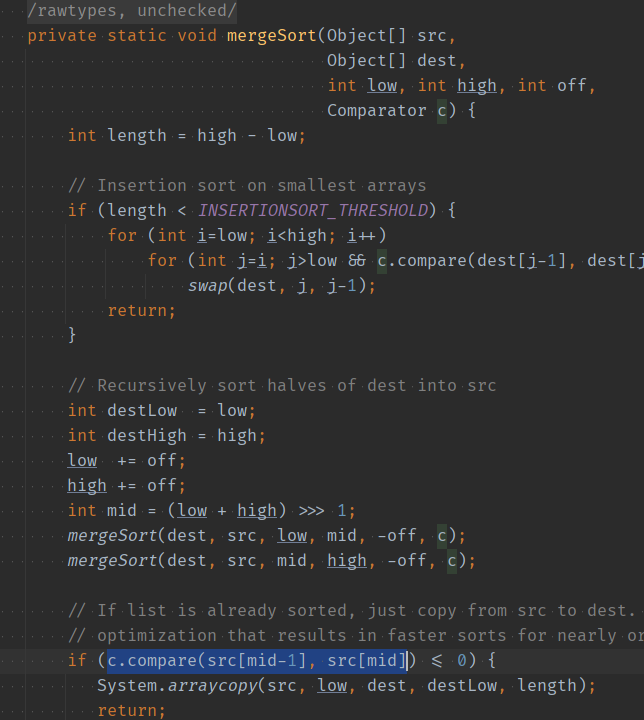 /rawtypes, unchecked/
private static void mergeSort(Object[] src,
Object[] dest,
int low, int high, int off,
Comparator c) {
int length = high - low;
// Insertion sort on smallest arrays
if (length < INSERTIONSORT_THRESHOLD) {
for (int i=low; i<high; i++)
for (int j=i; j>low && c.compare(dest[j-1], dest[j
swap(dest, j, j-1);
return;
}
// Recursively sort halves of dest into src
int destLow  = low;
int destHigh = high;
low  += off;
high += off;
int mid = (low + high) >>> 1;
mergeSort(dest, src, low, mid, -off, c);
mergeSort(dest, src, mid, high, -off, c);
// If list is already sorted, just copy from src to dest.
// optimization that results in faster sorts for nearly or
if (c.compare(src[mid-1], src[mid]) <= 0) {
System.arraycopy(src, low, dest, destLow, length);
return;